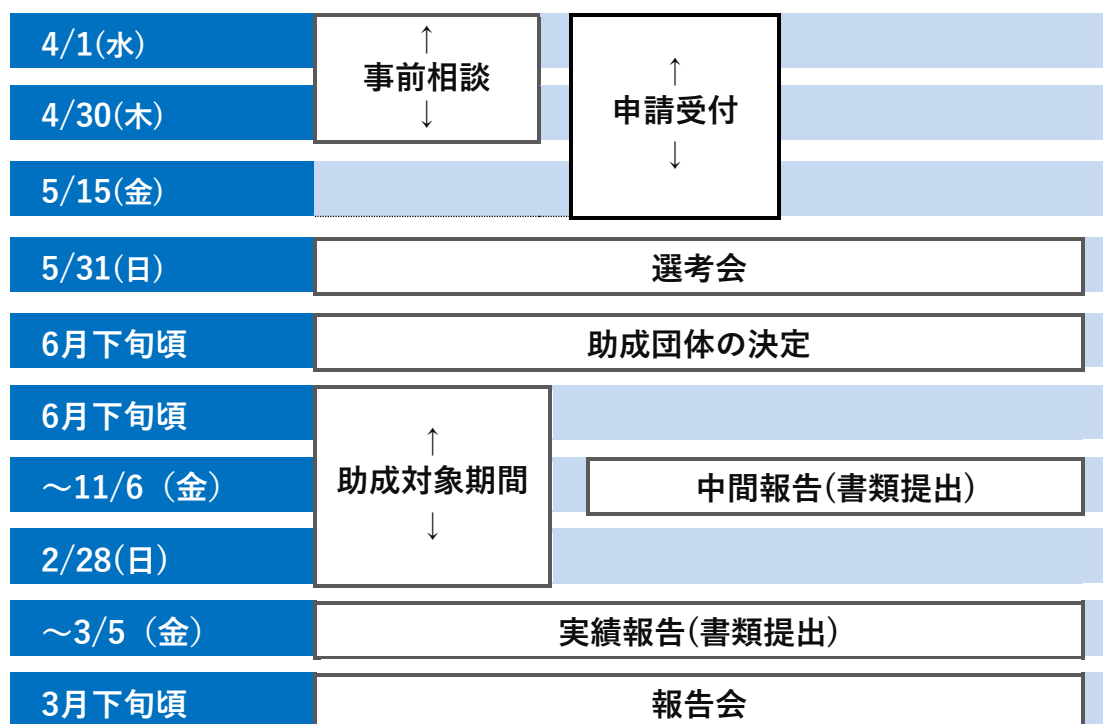 4/1(水)
↑
事前相談
↓
↑
申請受付
↓
4/30(木)
5/15(金)
5/31(日)
選考会
6月下旬頃
助成団体の決定
6月下旬頃
↑
助成対象期間
↓
～11/6（金）
中間報告(書類提出)
2/28(日)
～3/5（金）
実績報告(書類提出)
3月下旬頃
報告会